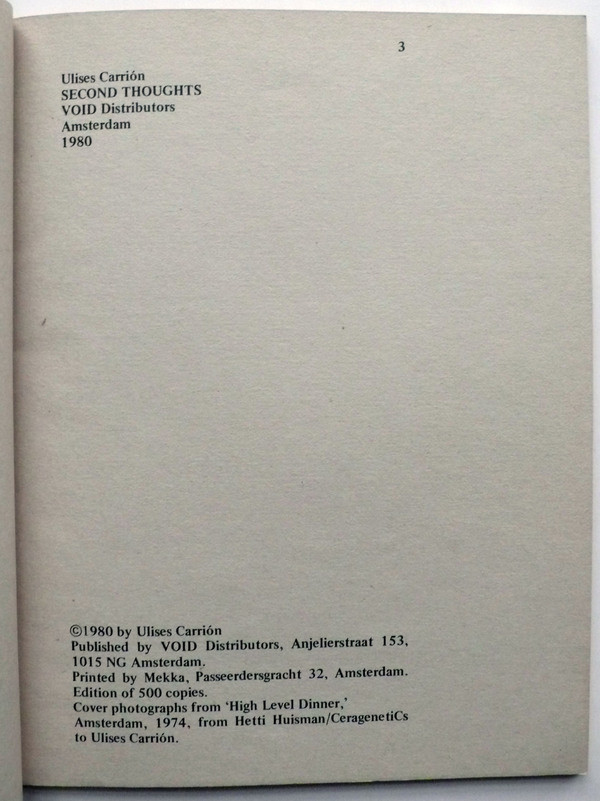 3
Ulises Carrión
SECOND THOUGHTS
VOID Distributors
Amsterdam
1980
©1980 by Ulises Carrión
Published by VOID Distributors, Anjelierstraat 153,
1015 NG Amsterdam.
Printed by Mekka, Passeerdersgracht 32, Amsterdam.
Edition of 500 copies.
Cover photographs from ‘High Level Dinner,’
Amsterdam, 1974, from Hetti Huisman/CeragenetiCs
to Ulises Carrión.